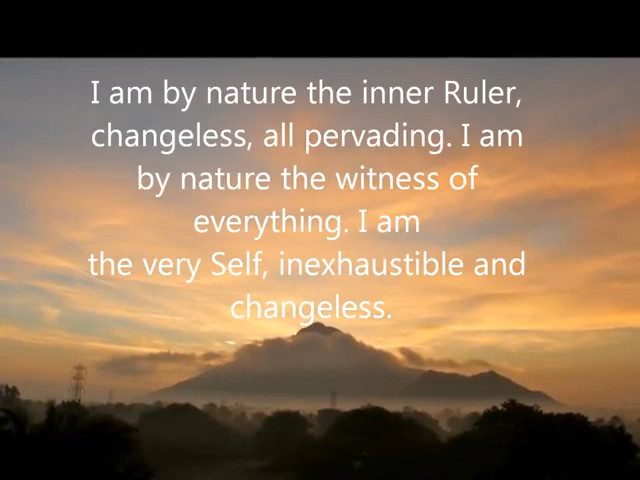 I am by nature the inner Ruler,
changeless, all pervading. I am
by nature the witness of
everything. I am
the very Self, inexhaustible and
changeless.